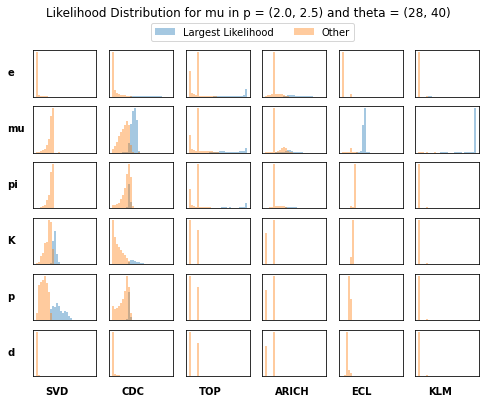 Likelihood Distribution for mu in p = (2.0, 2.5) and theta = (28, 40)
Largest Likelihood Other
e
mu
pi
K
p
d
SVD CDC TOP ARICH ECL KLM